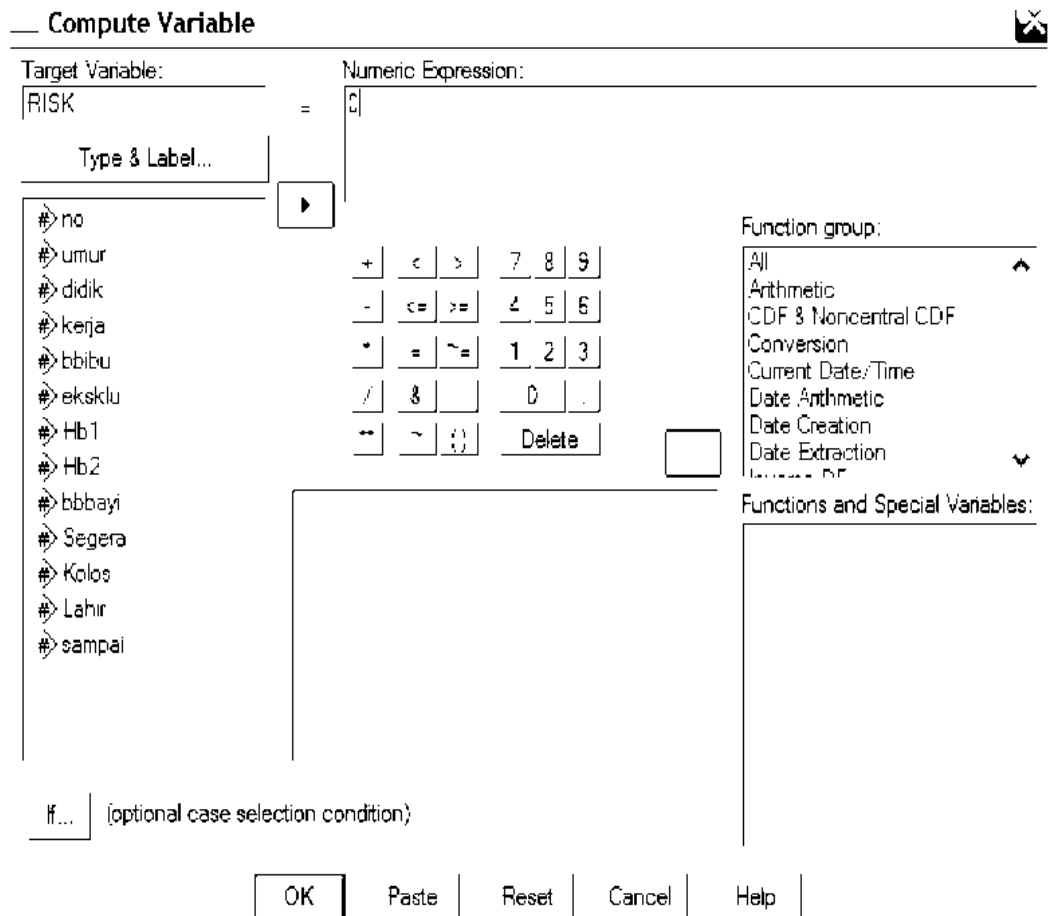 Compute Variable
Target Variable:
Numeric Expression:
RISK
=
0
Type & Label...
no
umur
didik
kerja
bbibu
eksklu
Hb1
Hb2
bbbayi
Segera
Kolos
Lahir
sampai
+ < > 7 8 9
- <= >= 4 5 6
* = ~= 1 2 3
/ & 0 .
** ~ () Delete
Function group:
All
Arithmetic
CDF & Noncentral CDF
Conversion
Current Date/Time
Date Arithmetic
Date Creation
Date Extraction
Functions and Special Variables:
If... (optional case selection condition)
OK Paste Reset Cancel Help